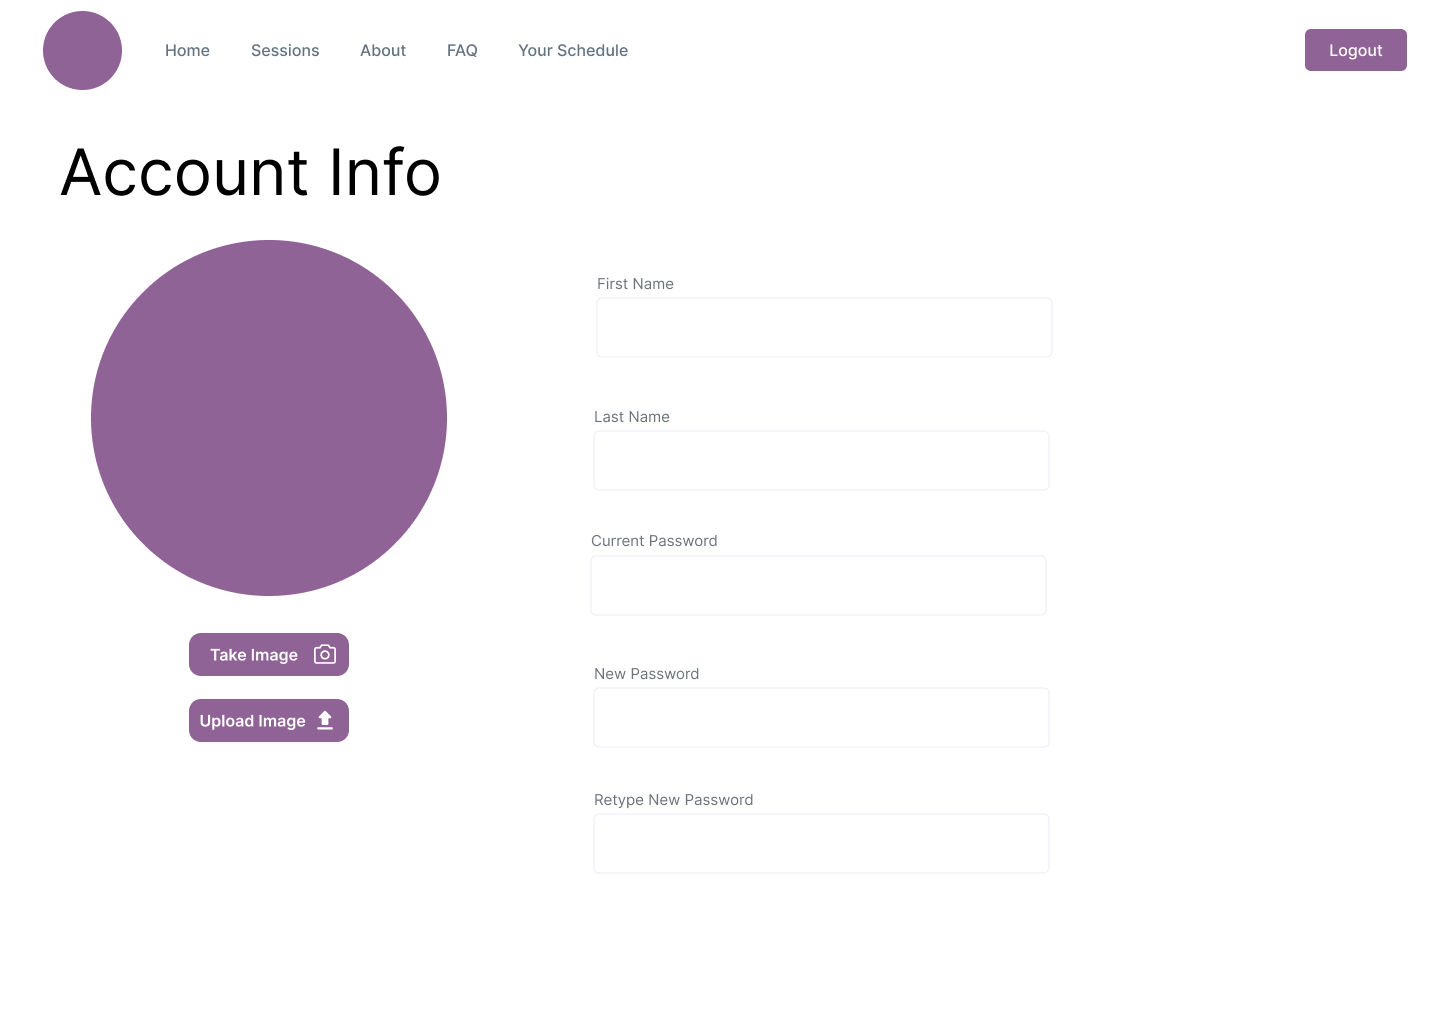 Home Sessions About FAQ Your Schedule Logout
Account Info
First Name
Last Name
Current Password
Take Image
New Password
Upload Image
Retype New Password